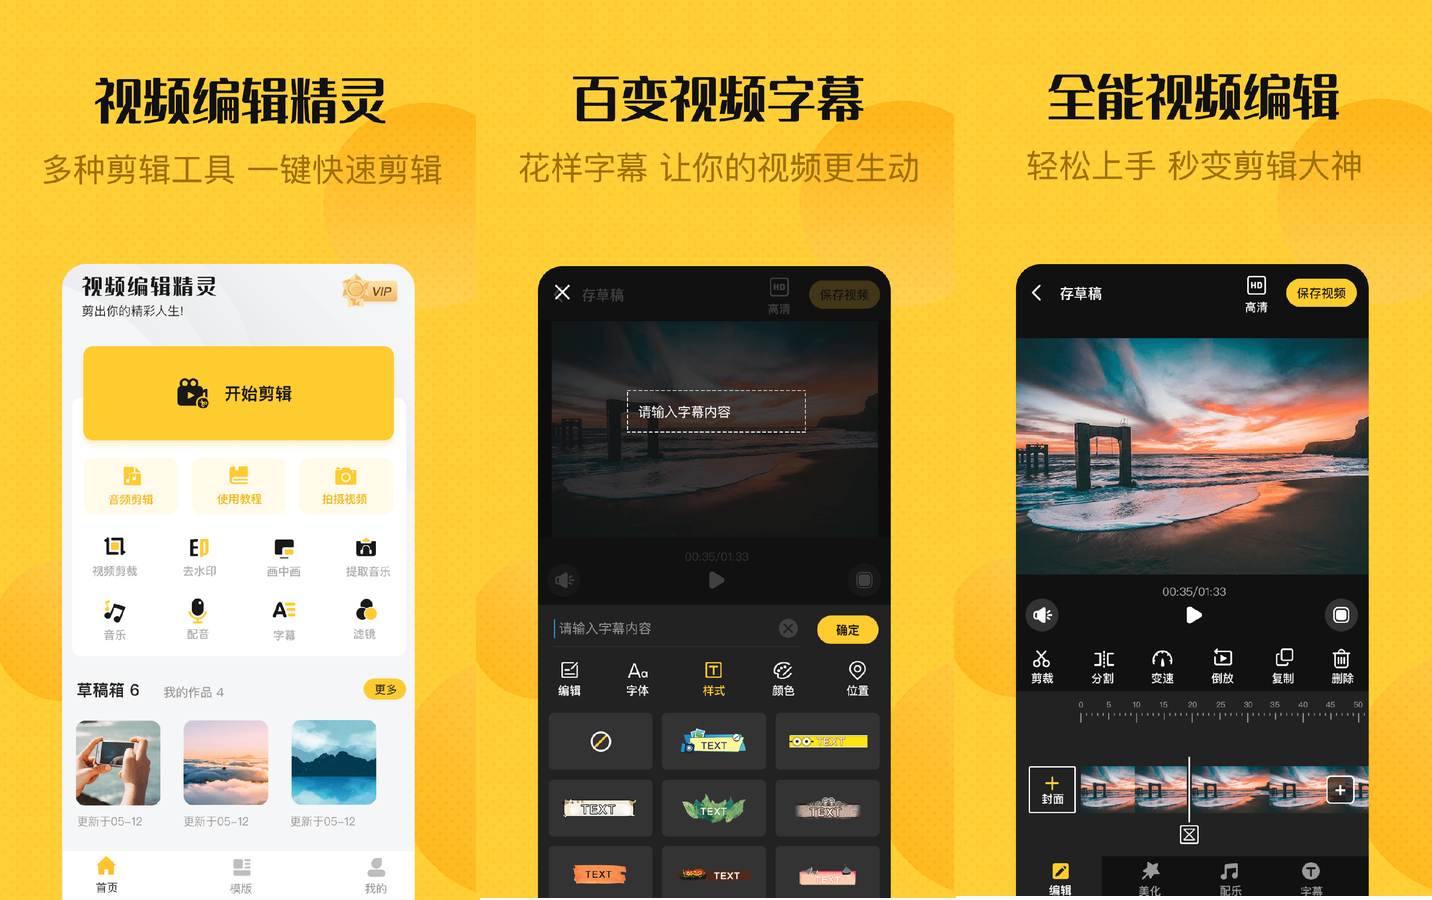 视频编辑精灵
多种剪辑工具 一键快速剪辑
视频编辑精灵
剪出你的精彩人生!
VIP
开始剪辑
音频剪辑
使用教程
拍摄视频
视频剪裁
去水印
画中画
提取音乐
音乐
配音
字幕
滤镜
草稿箱 6
我的作品 4
更多
更新于05-12
更新于05-12
更新于05-12
首页
模版
我的
百变视频字幕
花样字幕 让你的视频更生动
存草稿
HD
高清
保存视频
请输入字幕内容
00:35/01:33
请输入字幕内容
确定
编辑
Aa
字体
T
样式
颜色
位置
TEXT
TEXT
TEXT
TEXT
TEXT
TEXT
TEXT
TEXT
全能视频编辑
轻松上手 秒变剪辑大神
存草稿
HD
高清
保存视频
00:35/01:33
剪裁
分割
变速
倒放
复制
删除
0 5 10 15 20 25 30 35 40 45 50
封面
编辑
美化
配乐
T
字幕